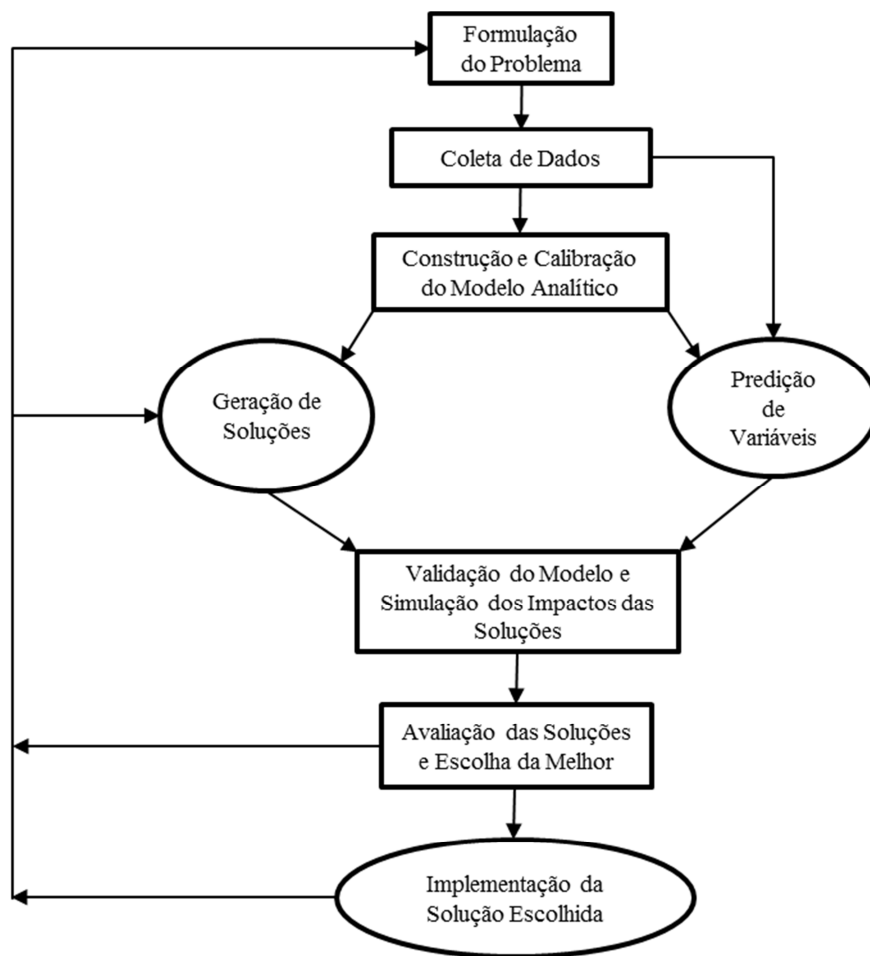 Formulação
do Problema
Coleta de Dados
Construção e Calibração
do Modelo Analítico
Geração de
Soluções
Predição
de
Variáveis
Validação do Modelo e
Simulação dos Impactos das
Soluções
Avaliação das Soluções
e Escolha da Melhor
Implementação da
Solução Escolhida